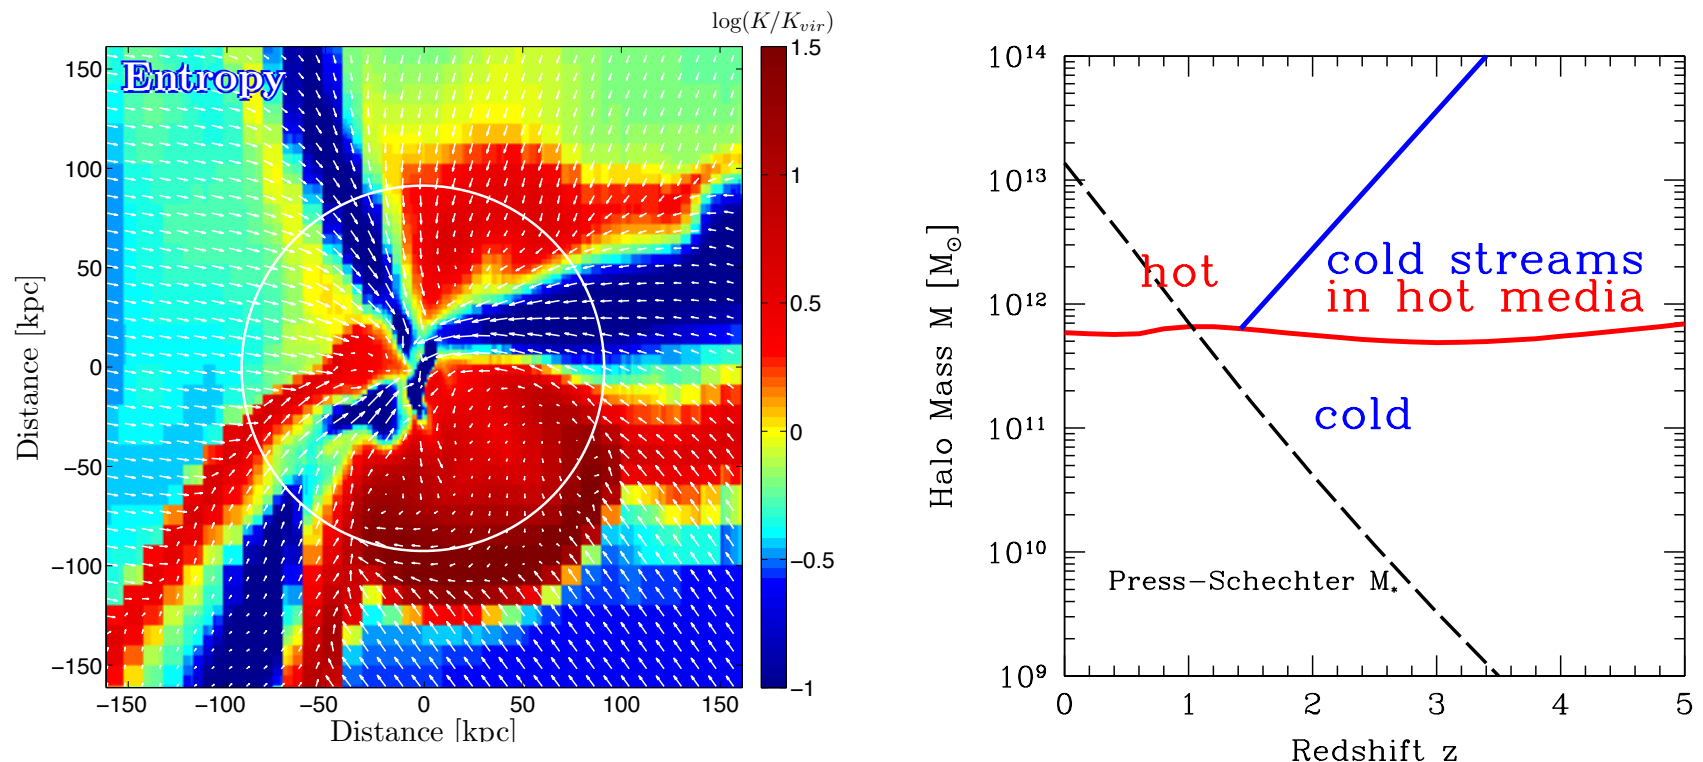 log(K/K_vir)
Entropy
150
100
50
0
−50
−100
−150
−150
−100
−50
0
50
100
150
Distance [kpc]
Distance [kpc]
1.5
1
0.5
0
−0.5
−1
10^14
10^13
10^12
10^11
10^10
10^9
Halo Mass M [M_⊙]
hot
cold streams
in hot media
cold
Press−Schechter M_*
0 1 2 3 4 5
Redshift z